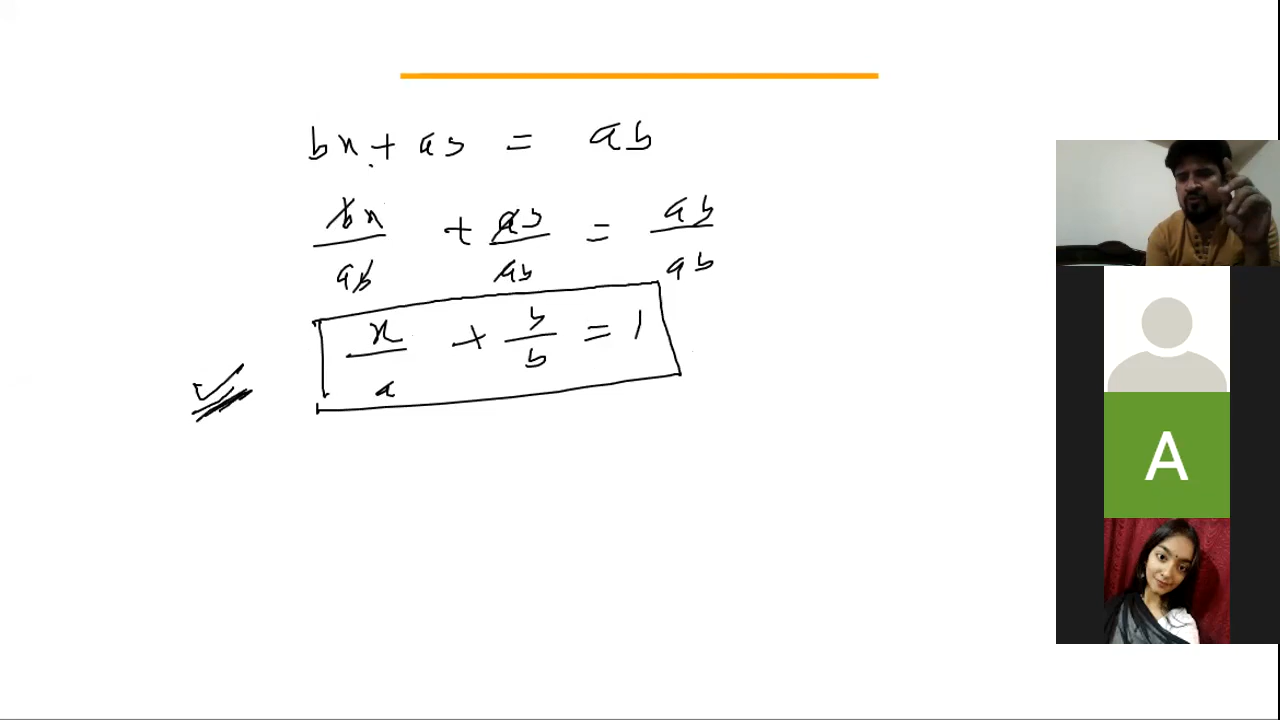 bx + ay = ab
bx/ab + ay/ab = ab/ab
x/a + y/b = 1
A